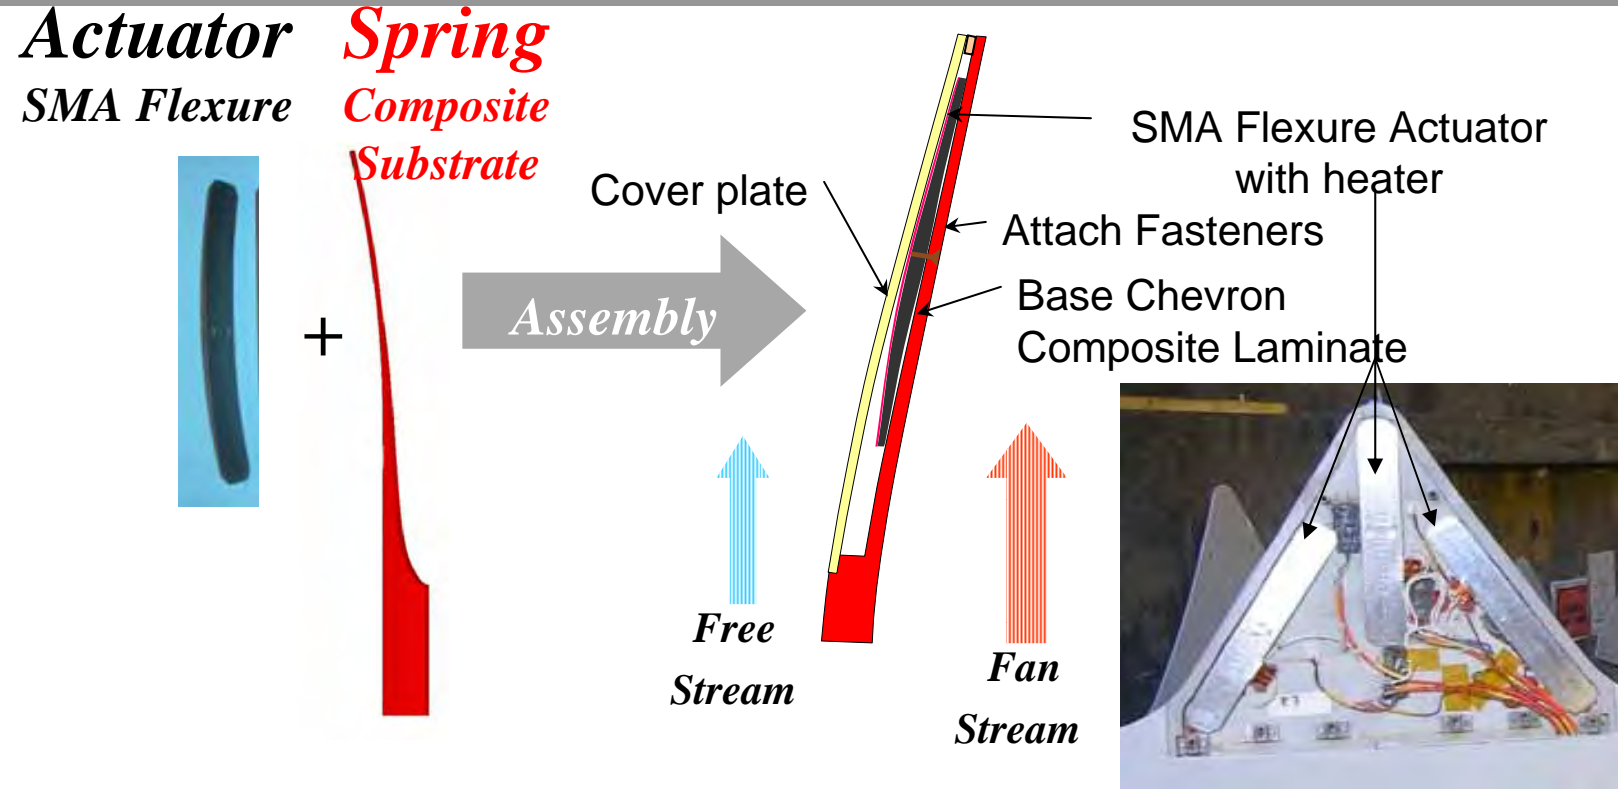 Actuator
SMA Flexure
Spring
Composite
Substrate
+
Assembly
Cover plate
SMA Flexure Actuator
with heater
Attach Fasteners
Base Chevron
Composite Laminate
Free
Stream
Fan
Stream